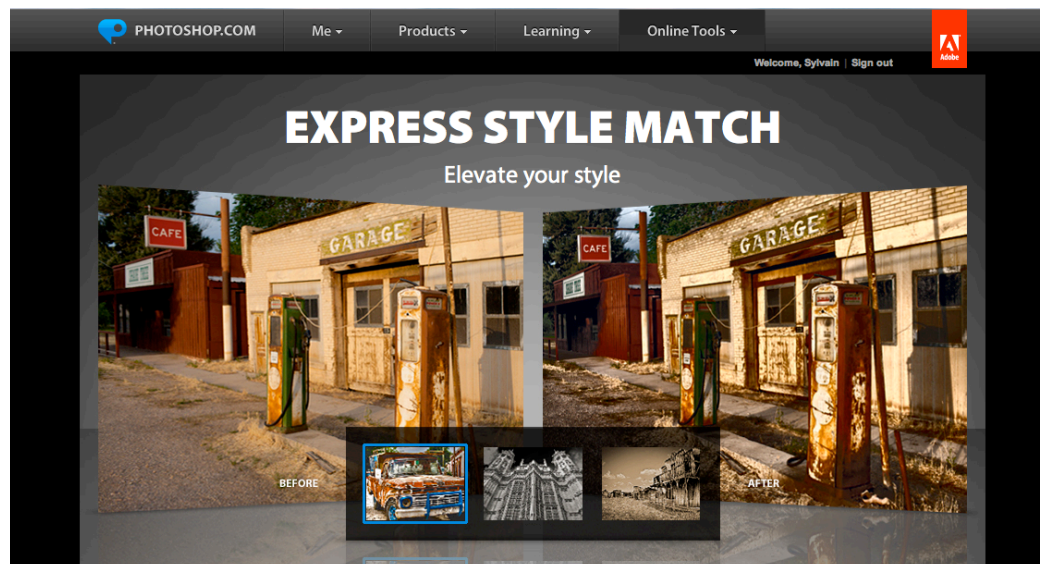 PHOTOSHOP.COM Me Products Learning Online Tools
Adobe
Welcome, Sylvain | Sign out
EXPRESS STYLE MATCH
Elevate your style
CAFE
GARAGE
CAFE
GARAGE
BEFORE
AFTER